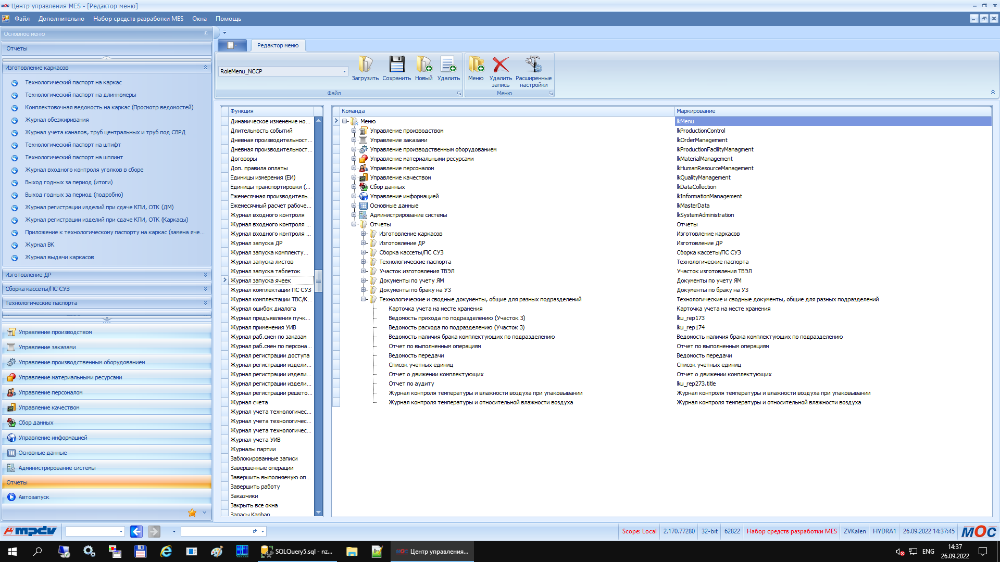 MOC Центр управления MES - [Редактор меню]
Файл Дополнительно Набор средств разработки MES Окна Помощь
Основное меню
Отчеты
Изготовление каркасов
Технологический паспорт на каркас
Технологический паспорт на длинномеры
Комплектовочная ведомость на каркас (Просмотр ведомостей)
Журнал обезжиривания
Журнал учета каналов, труб центральных и труб под СВРД
Технологический паспорт на штифт
Технологический паспорт на шплинт
Журнал входного контроля уголков в сборе
Выход годных за период (итоги)
Выход годных за период (подробно)
Журнал регистрации изделий при сдаче КПИ, ОТК (ДМ)
Журнал регистрации изделий при сдаче КПИ, ОТК (Каркасы)
Приложение к технологическому паспорту на каркас (замена яче...
Журнал ВК
Журнал выдачи каркасов
Изготовление ДР
Сборка кассеты/ПС СУЗ
Технологические паспорта
Управление производством
Управление заказами
Управление производственным оборудованием
Управление материальными ресурсами
Управление персоналом
Управление качеством
Сбор данных
Управление информацией
Основные данные
Администрирование системы
Отчеты
Автозапуск
Редактор меню
RoleMenu_NCCP
Загрузить Сохранить Новый Удалить
Файл
Меню Удалить запись Расширенные настройки
Меню
Функция
Динамическое изменение но...
Длительность событий
Дневная производительност...
Дневная производительност...
Договоры
Доп. правила оплаты
Единицы измерения (ЕИ)
Единицы транспортировки (...
Ежемесячная производитель...
Ежемесячный расчет рабоче...
Журнал входного контроля
Журнал входного контроля ...
Журнал входного контроля ...
Журнал запуска ДР
Журнал запуска комплекту...
Журнал запуска листов
Журнал запуска таблеток
Журнал запуска ячеек
Журнал комплектации ПС СУЗ
Журнал комплектации ТВС/К...
Журнал ошибок диалога
Журнал предъявления пучк...
Журнал применения УИВ
Журнал раб.смен по заказам
Журнал раб.смен по персона...
Журнал регистрации доступа
Журнал регистрации издели...
Журнал регистрации издели...
Журнал регистрации издели...
Журнал регистрации решето...
Журнал счета
Журнал учета технологичес...
Журнал учета технологичес...
Журнал учета технологичес...
Журнал учета УИВ
Журналы партии
Заблокированные записи
Завершенные операции
Завершить выполняемую оп...
Завершить работу
Заказчики
Закрыть все окна
Запасы Kanban
Команда Маркирование
Меню lkMenu
Управление производством lkProductionControl
Управление заказами lkOrderManagement
Управление производственным оборудованием lkProductionFacilityManagment
Управление материальными ресурсами lkMaterialManagement
Управление персоналом lkHumanResourceManagement
Управление качеством lkQualityManagement
Сбор данных lkDataCollection
Управление информацией lkInformationManagement
Основные данные lkMasterData
Администрирование системы lkSystemAdministration
Отчеты Отчеты
Изготовление каркасов Изготовление каркасов
Изготовление ДР Изготовление ДР
Сборка кассеты/ПС СУЗ Сборка кассеты/ПС СУЗ
Технологические паспорта Технологические паспорта
Участок изготовления ТВЭЛ Участок изготовления ТВЭЛ
Документы по учету ЯМ Документы по учету ЯМ
Документы по браку на УЗ Документы по браку на УЗ
Технологические и сводные документы, общие для разных подразделений Технологические и сводные документы, общие для разных подразделений
Карточка учета на месте хранения Карточка учета на месте хранения
Ведомость прихода по подразделению (Участок 3) lku_rep173
Ведомость расхода по подразделению (Участок 3) lku_rep174
Ведомость наличия брака комплектующих по подразделению Ведомость наличия брака комплектующих по подразделению
Отчет по выполненным операциям Отчет по выполненным операциям
Ведомость передачи Ведомость передачи
Список учетных единиц Список учетных единиц
Отчет о движении комплектующих Отчет о движении комплектующих
Отчет по аудиту lku_rep273.title
Журнал контроля температуры и влажности воздуха при упаковывании Журнал контроля температуры и влажности воздуха при упаковывании
Журнал контроля температуры и относительной влажности воздуха Журнал контроля температуры и относительной влажности воздуха
mpdv Scope: Local 2.170.77280 32-bit 62822 Набор средств разработки MES ZVKalen HYDRA1 26.09.2022 14:37:45 MOC
SQLQuery5.sql - nz... MOC Центр управления... ENG 14:37
26.09.2022